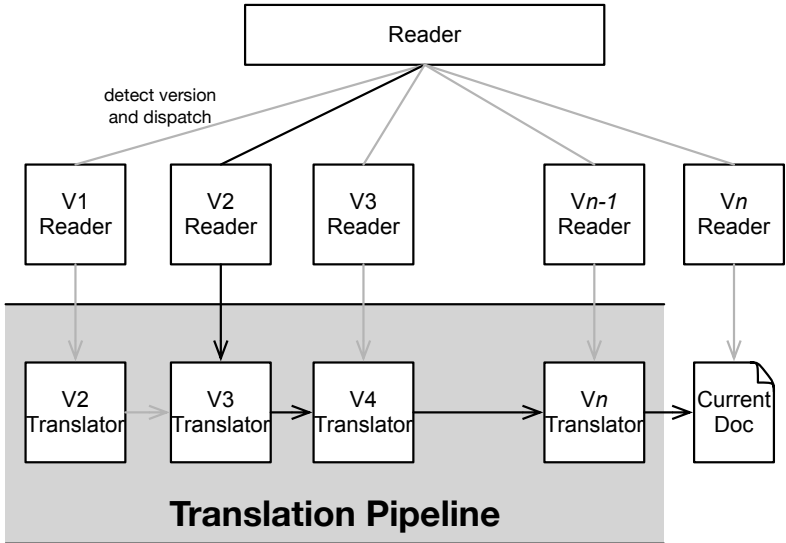 Reader
detect version
and dispatch
V1
Reader
V2
Reader
V3
Reader
Vn-1
Reader
Vn
Reader
V2
Translator
V3
Translator
V4
Translator
Vn
Translator
Current
Doc
Translation Pipeline